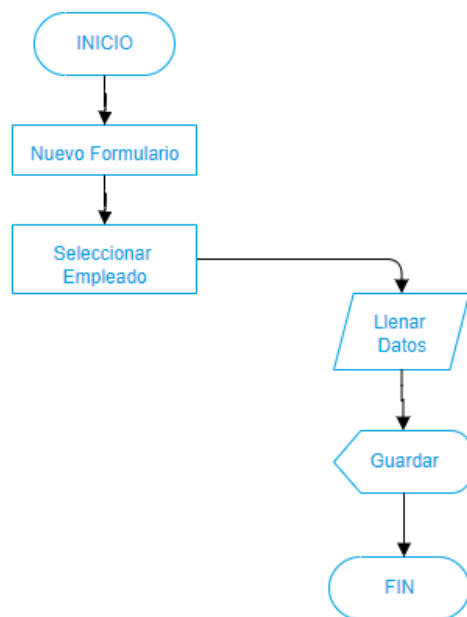 INICIO
Nuevo Formulario
Seleccionar
Empleado
Llenar
Datos
Guardar
FIN